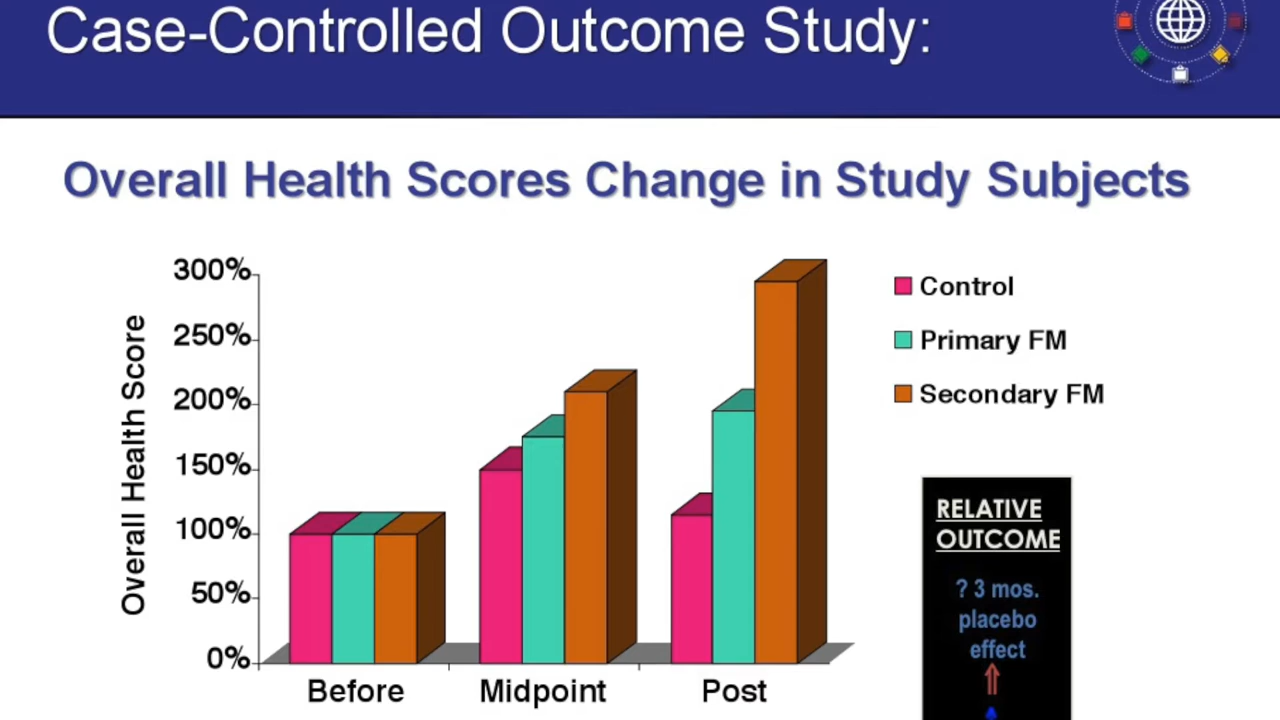 Case-Controlled Outcome Study:
Overall Health Scores Change in Study Subjects
Overall Health Score
300%
250%
200%
150%
100%
50%
0%
Before
Midpoint
Post
Control
Primary FM
Secondary FM
RELATIVE
OUTCOME
? 3 mos.
placebo
effect